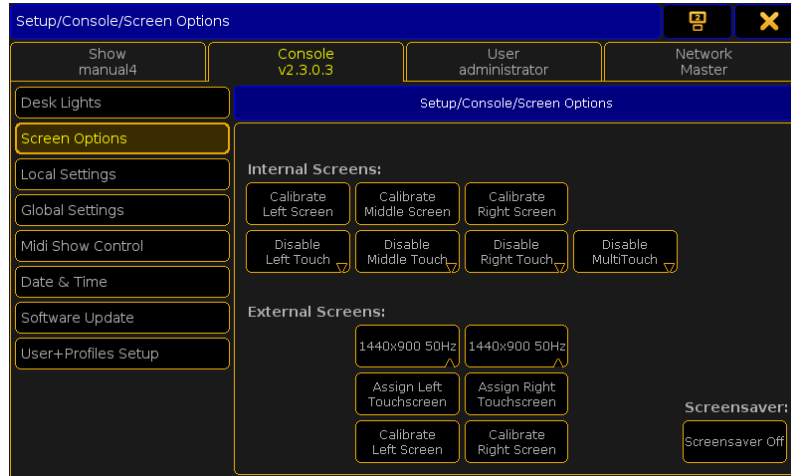 Setup/Console/Screen Options
2
Show
manual4
Console
v2.3.0.3
User
administrator
Network
Master
Desk Lights
Screen Options
Local Settings
Global Settings
Midi Show Control
Date & Time
Software Update
User+Profiles Setup
Setup/Console/Screen Options
Internal Screens:
Calibrate
Left Screen
Calibrate
Middle Screen
Calibrate
Right Screen
Disable
Left Touch
Disable
Middle Touch
Disable
Right Touch
Disable
MultiTouch
External Screens:
1440x900 50Hz
1440x900 50Hz
Assign Left
Touchscreen
Assign Right
Touchscreen
Calibrate
Left Screen
Calibrate
Right Screen
Screensaver:
Screensaver Off